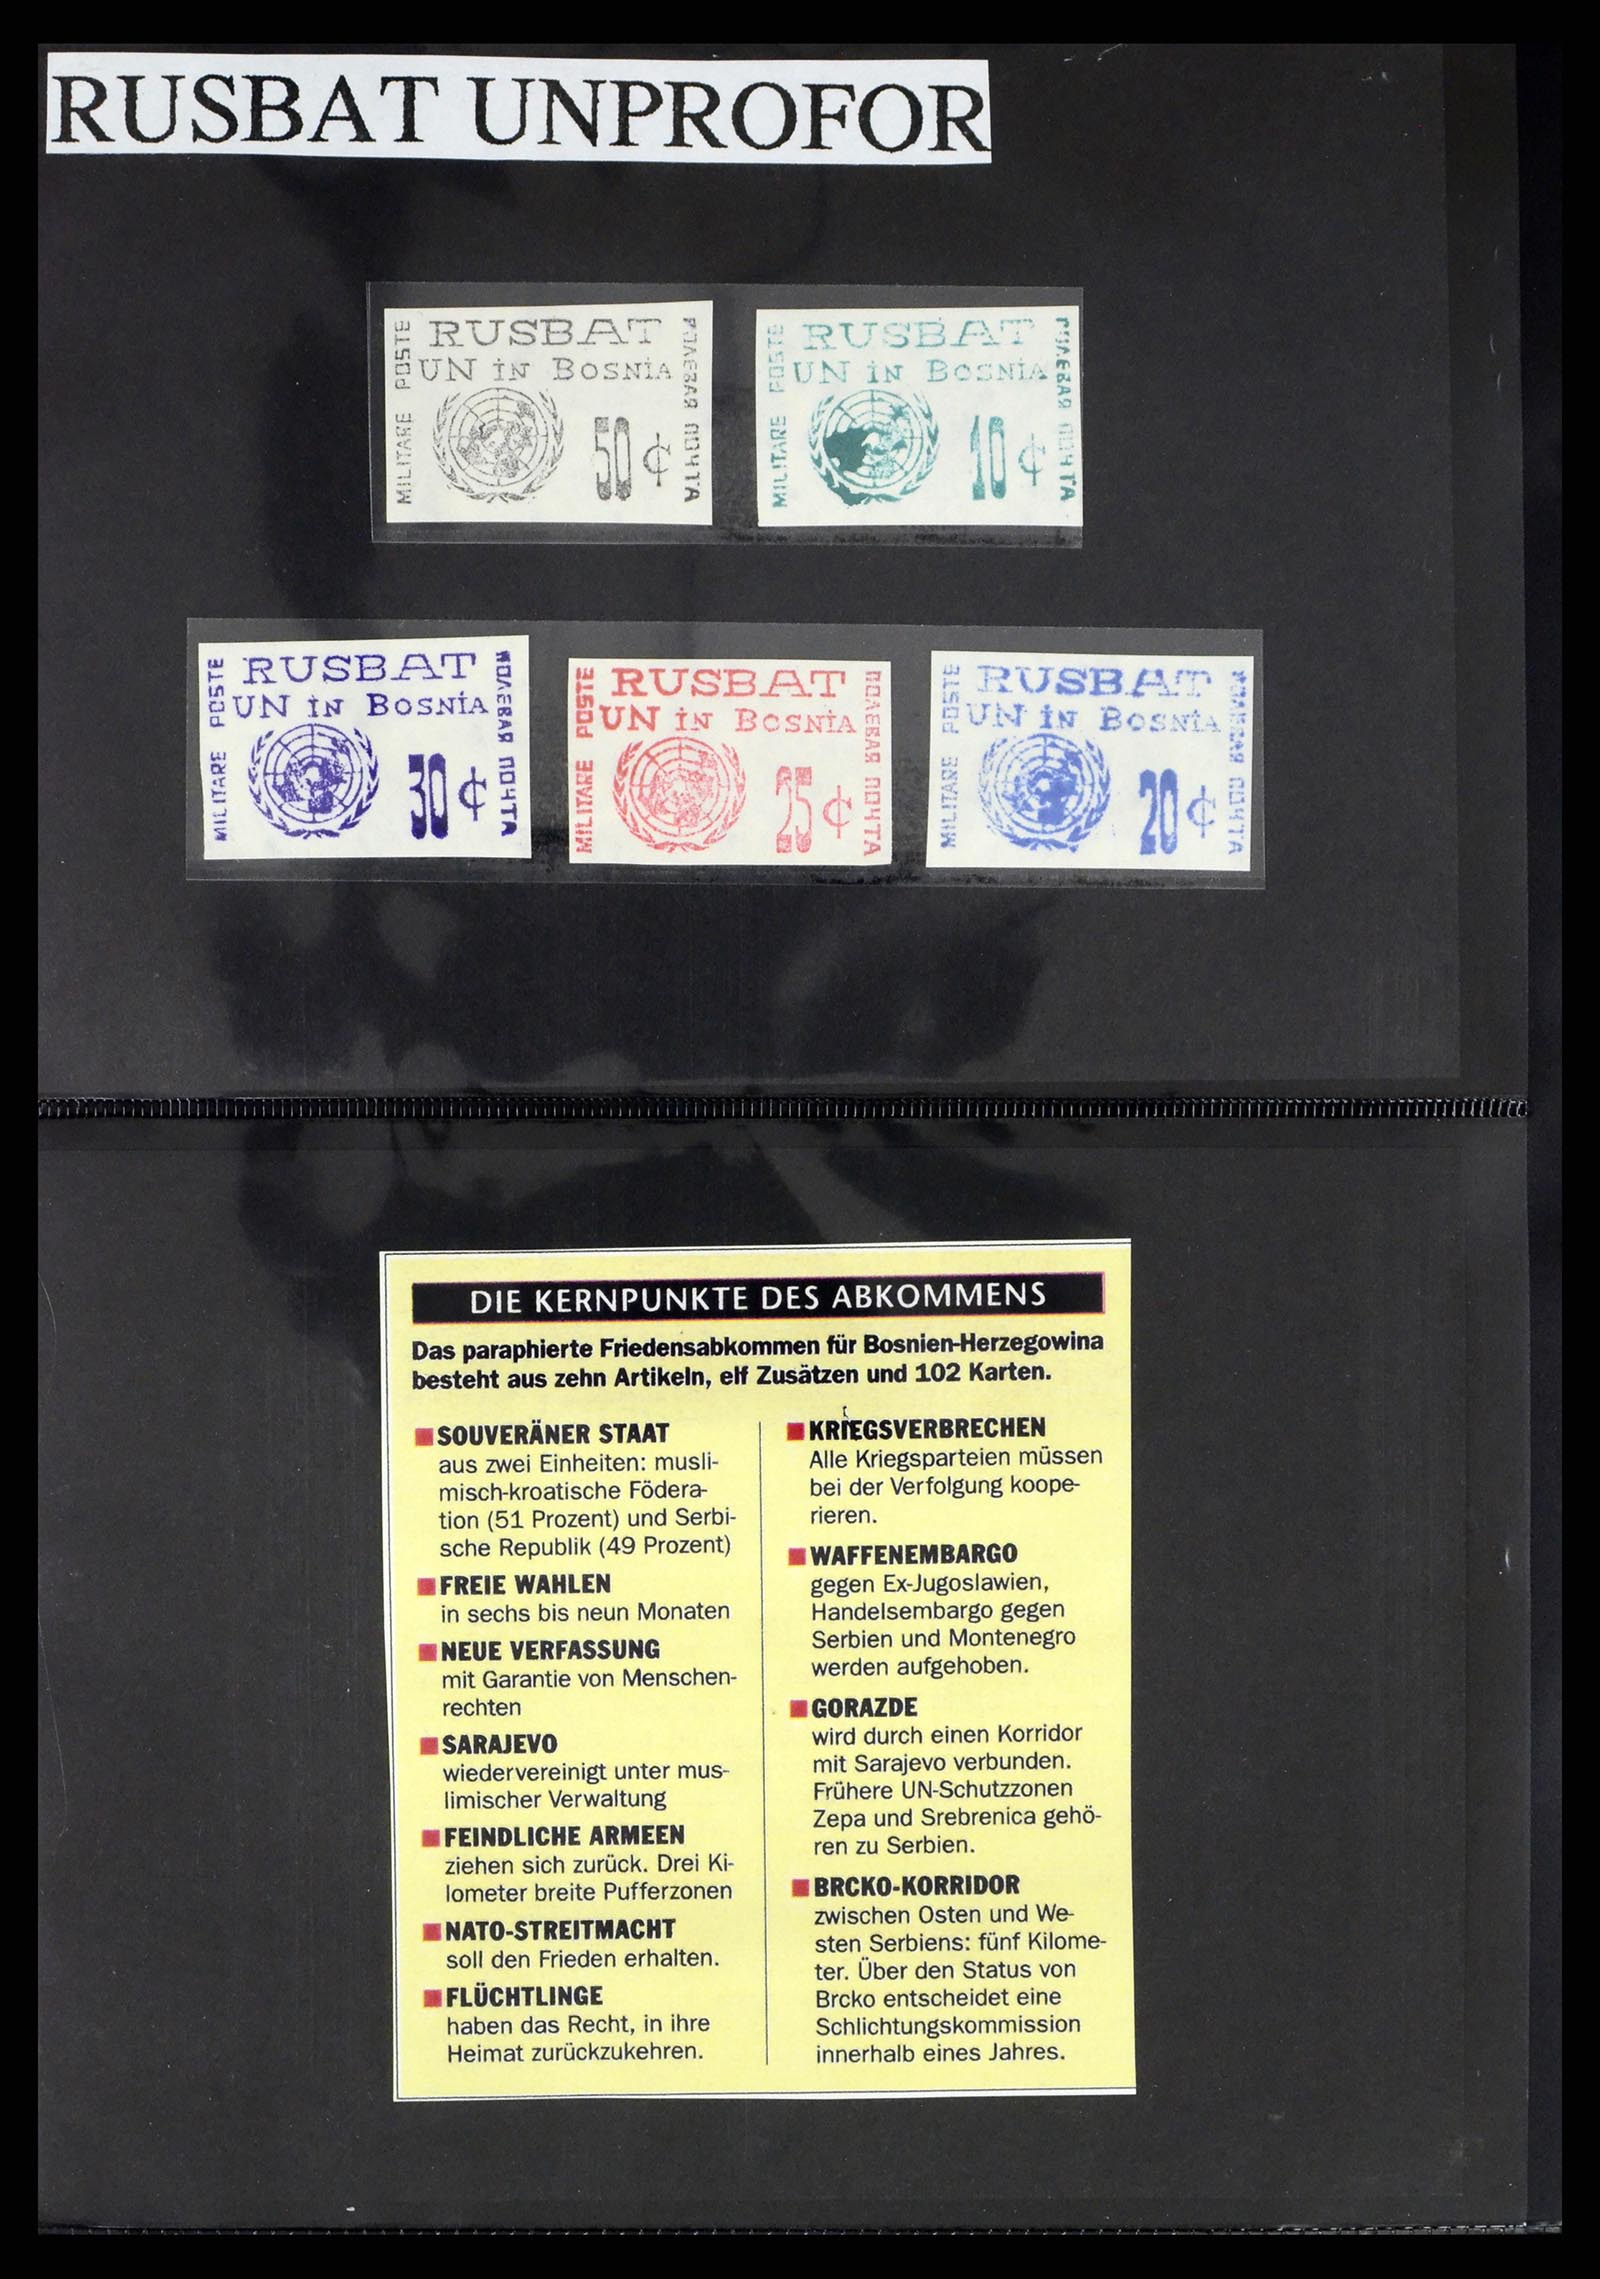 RUSBAT UNPROFOR
MILITARE POSTE
RUSBAT
UN in Bosnia
50 ¢
ПОЛЕВАЯ ПОЧТА
MILITARE POSTE
RUSBAT
UN in Bosnia
10 ¢
ПОЛЕВАЯ ПОЧТА
MILITARE POSTE
RUSBAT
UN in Bosnia
30 ¢
ПОЛЕВАЯ ПОЧТА
MILITARE POSTE
RUSBAT
UN in Bosnia
25 ¢
ПОЛЕВАЯ ПОЧТА
MILITARE POSTE
RUSBAT
UN in Bosnia
20 ¢
ПОЛЕВАЯ ПОЧТА
DIE KERNPUNKTE DES ABKOMMENS
Das paraphierte Friedensabkommen für Bosnien-Herzegowina
besteht aus zehn Artikeln, elf Zusätzen und 102 Karten.
SOUVERÄNER STAAT
aus zwei Einheiten: musli-
misch-kroatische Födera-
tion (51 Prozent) und Serbi-
sche Republik (49 Prozent)
FREIE WAHLEN
in sechs bis neun Monaten
NEUE VERFASSUNG
mit Garantie von Menschen-
rechten
SARAJEVO
wiedervereinigt unter mus-
limischer Verwaltung
FEINDLICHE ARMEEN
ziehen sich zurück. Drei Ki-
lometer breite Pufferzonen
NATO-STREITMACHT
soll den Frieden erhalten.
FLÜCHTLINGE
haben das Recht, in ihre
Heimat zurückzukehren.
KRIEGSVERBRECHEN
Alle Kriegsparteien müssen
bei der Verfolgung koope-
rieren.
WAFFENEMBARGO
gegen Ex-Jugoslawien,
Handelsembargo gegen
Serbien und Montenegro
werden aufgehoben.
GORAZDE
wird durch einen Korridor
mit Sarajevo verbunden.
Frühere UN-Schutzzonen
Zepa und Srebrenica gehö-
ren zu Serbien.
BRCKO-KORRIDOR
zwischen Osten und We-
sten Serbiens: fünf Kilome-
ter. Über den Status von
Brcko entscheidet eine
Schlichtungskommission
innerhalb eines Jahres.